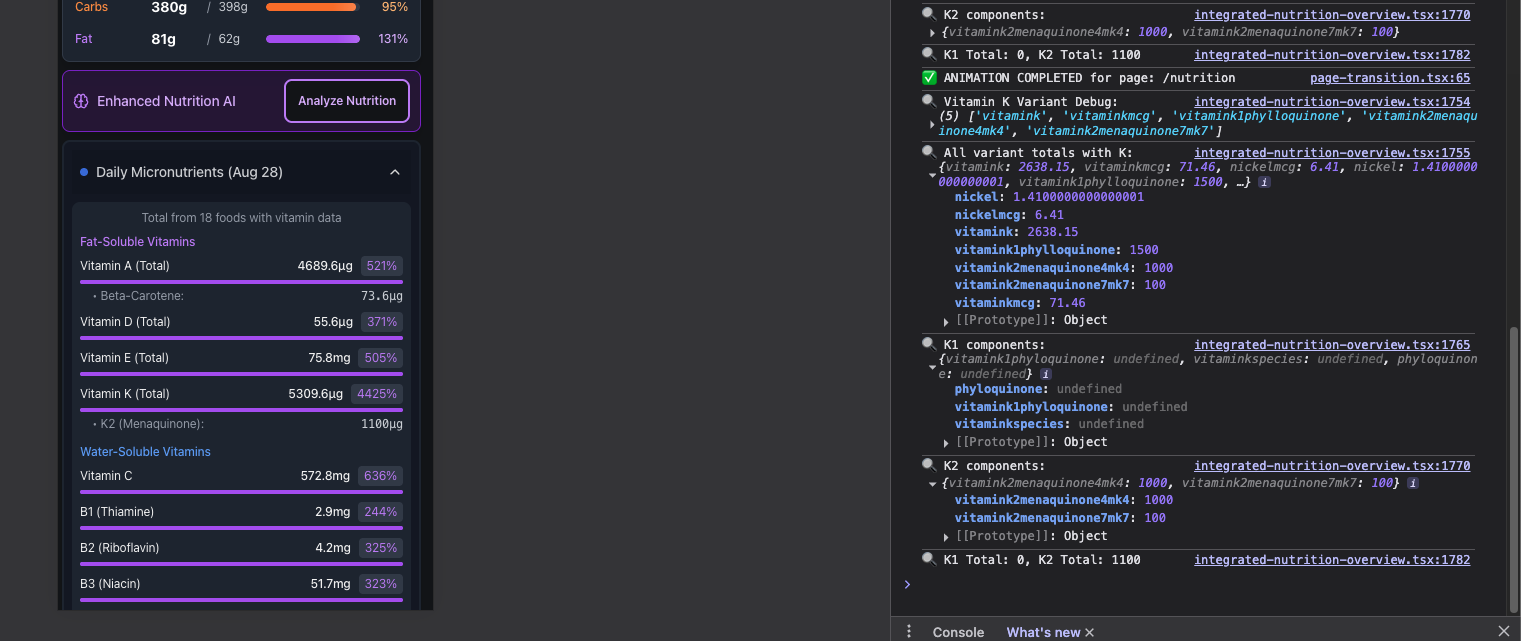 Carbs 380g / 398g 95%
Fat 81g / 62g 131%
Enhanced Nutrition AI Analyze Nutrition
Daily Micronutrients (Aug 28)
Total from 18 foods with vitamin data
Fat-Soluble Vitamins
Vitamin A (Total) 4689.6µg 521%
• Beta-Carotene: 73.6µg
Vitamin D (Total) 55.6µg 371%
Vitamin E (Total) 75.8mg 505%
Vitamin K (Total) 5309.6µg 4425%
• K2 (Menaquinone): 1100µg
Water-Soluble Vitamins
Vitamin C 572.8mg 636%
B1 (Thiamine) 2.9mg 244%
B2 (Riboflavin) 4.2mg 325%
B3 (Niacin) 51.7mg 323%
K2 components: integrated-nutrition-overview.tsx:1770
{vitamink2menaquinone4mk4: 1000, vitamink2menaquinone7mk7: 100}
K1 Total: 0, K2 Total: 1100 integrated-nutrition-overview.tsx:1782
ANIMATION COMPLETED for page: /nutrition page-transition.tsx:65
Vitamin K Variant Debug: integrated-nutrition-overview.tsx:1754
(5) ['vitamink', 'vitaminkmcg', 'vitamink1phylloquinone', 'vitamink2menaqu
inone4mk4', 'vitamink2menaquinone7mk7']
All variant totals with K: integrated-nutrition-overview.tsx:1755
{vitamink: 2638.15, vitaminkmcg: 71.46, nickelmcg: 6.41, nickel: 1.4100000
000000001, vitamink1phylloquinone: 1500, …} i
nickel: 1.4100000000000001
nickelmcg: 6.41
vitamink: 2638.15
vitamink1phylloquinone: 1500
vitamink2menaquinone4mk4: 1000
vitamink2menaquinone7mk7: 100
vitaminkmcg: 71.46
[[Prototype]]: Object
K1 components: integrated-nutrition-overview.tsx:1765
{vitamink1phyloquinone: undefined, vitaminkspecies: undefined, phyloquinon
e: undefined} i
phyloquinone: undefined
vitamink1phyloquinone: undefined
vitaminkspecies: undefined
[[Prototype]]: Object
K2 components: integrated-nutrition-overview.tsx:1770
{vitamink2menaquinone4mk4: 1000, vitamink2menaquinone7mk7: 100} i
vitamink2menaquinone4mk4: 1000
vitamink2menaquinone7mk7: 100
[[Prototype]]: Object
K1 Total: 0, K2 Total: 1100 integrated-nutrition-overview.tsx:1782
Console What's new